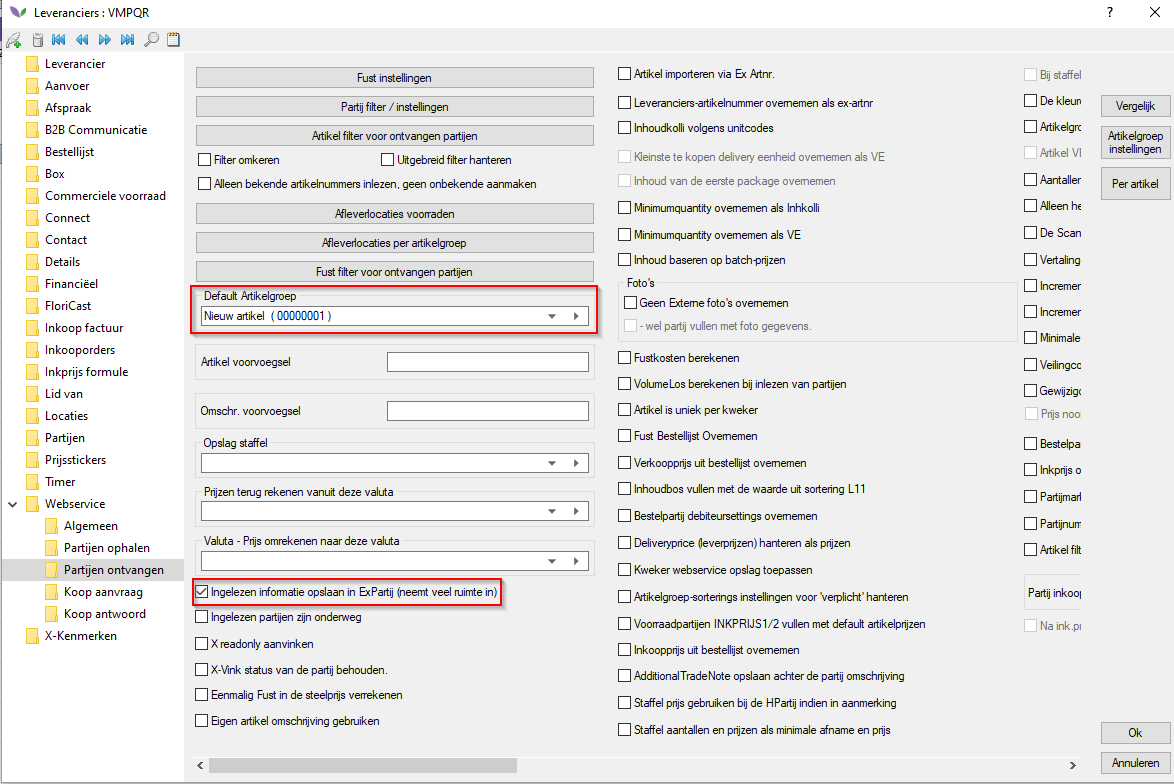 Leveranciers : VMPQR
?
Leverancier
Aanvoer
Afspraak
B2B Communicatie
Bestellijst
Box
Commerciele voorraad
Connect
Contact
Details
Financiëel
FloriCast
Inkoop factuur
Inkooporders
Inkprijs formule
Lid van
Locaties
Partijen
Prijsstickers
Timer
Webservice
Algemeen
Partijen ophalen
Partijen ontvangen
Koop aanvraag
Koop antwoord
X-Kenmerken
Fust instellingen
Partij filter / instellingen
Artikel filter voor ontvangen partijen
Filter omkeren
Uitgebreid filter hanteren
Alleen bekende artikelnummers inlezen, geen onbekende aanmaken
Afleverlocaties voorraden
Afleverlocaties per artikelgroep
Fust filter voor ontvangen partijen
Default Artikelgroep
Nieuw artikel ( 00000001 )
Artikel voorvoegsel
Omschr. voorvoegsel
Opslag staffel
Prijzen terug rekenen vanuit deze valuta
Valuta - Prijs omrekenen naar deze valuta
Ingelezen informatie opslaan in ExPartij (neemt veel ruimte in)
Ingelezen partijen zijn onderweg
X readonly aanvinken
X-Vink status van de partij behouden.
Eenmalig Fust in de steelprijs verrekenen
Eigen artikel omschrijving gebruiken
Artikel importeren via Ex Artnr.
Leveranciers-artikelnummer overnemen als ex-artnr
Inhoudkolli volgens unitcodes
Kleinste te kopen delivery eenheid overnemen als VE
Inhoud van de eerste package overnemen
Minimumquantity overnemen als Inhkolli
Minimumquantity overnemen als VE
Inhoud baseren op batch-prijzen
Foto's
Geen Externe foto's overnemen
- wel partij vullen met foto gegevens.
Fustkosten berekenen
VolumeLos berekenen bij inlezen van partijen
Artikel is uniek per kweker
Fust Bestellijst Overnemen
Verkoopprijs uit bestellijst overnemen
Inhoudbos vullen met de waarde uit sortering L11
Bestelpartij debiteursettings overnemen
Deliveryprice (leverprijzen) hanteren als prijzen
Kweker webservice opslag toepassen
Artikelgroep-sorterings instellingen voor 'verplicht' hanteren
Voorraadpartijen INKPRIJS1/2 vullen met default artikelprijzen
Inkoopprijs uit bestellijst overnemen
AdditionalTradeNote opslaan achter de partij omschrijving
Staffel prijs gebruiken bij de HPartij indien in aanmerking
Staffel aantallen en prijzen als minimale afname en prijs
Bij staffel
De kleure
Artikelgro
Artikel VE
Aantallen
Alleen he
De Scan
Vertaling
Incremen
Incremen
Minimale
Veilingco
Gewijzigd
Prijs noo
Bestelpa
Inkprijs o
Partijmark
Partijnum
Artikel filt
Partij inkoop
Na ink.pr
Vergelijk
Artikelgroep
instellingen
Per artikel
Ok
Annuleren